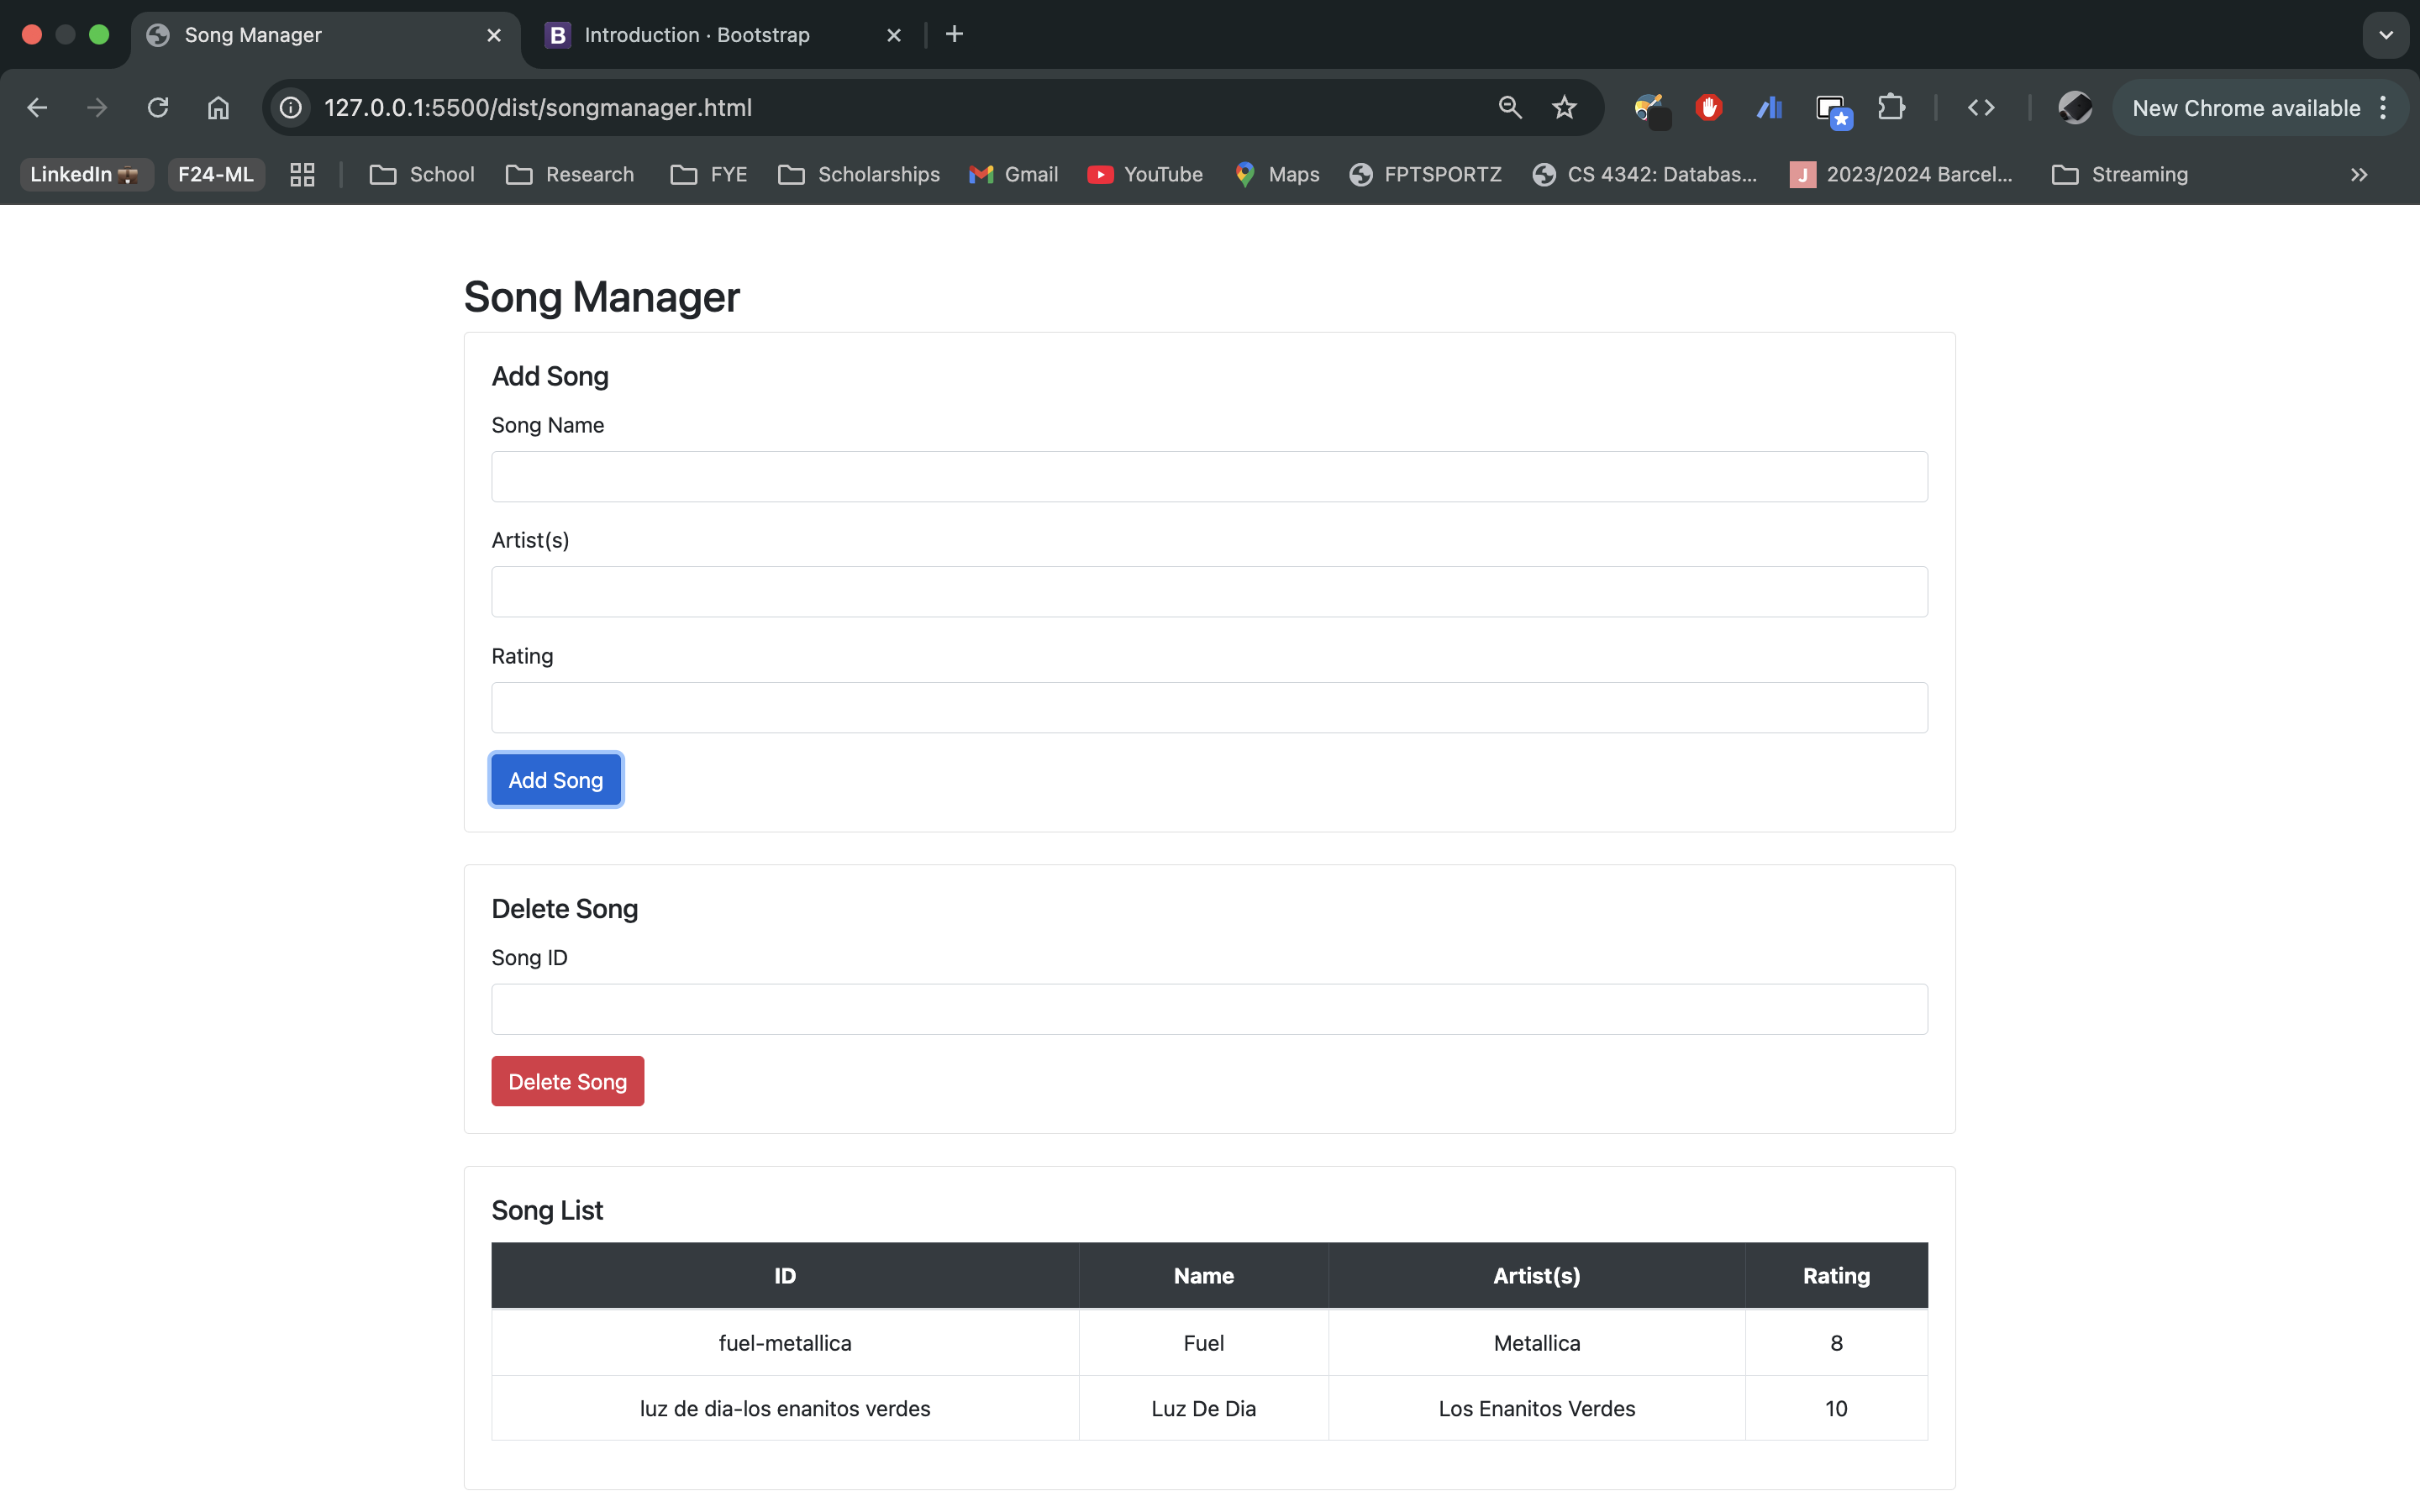 Song Manager
Introduction · Bootstrap
127.0.0.1:5500/dist/songmanager.html
New Chrome available
LinkedIn 💼
F24-ML
School
Research
FYE
Scholarships
Gmail
YouTube
Maps
FPTSPORTZ
CS 4342: Databas...
J
2023/2024 Barcel...
Streaming
Song Manager
Add Song
Song Name
Artist(s)
Rating
Add Song
Delete Song
Song ID
Delete Song
Song List
ID Name Artist(s) Rating
fuel-metallica Fuel Metallica 8
luz de dia-los enanitos verdes Luz De Dia Los Enanitos Verdes 10